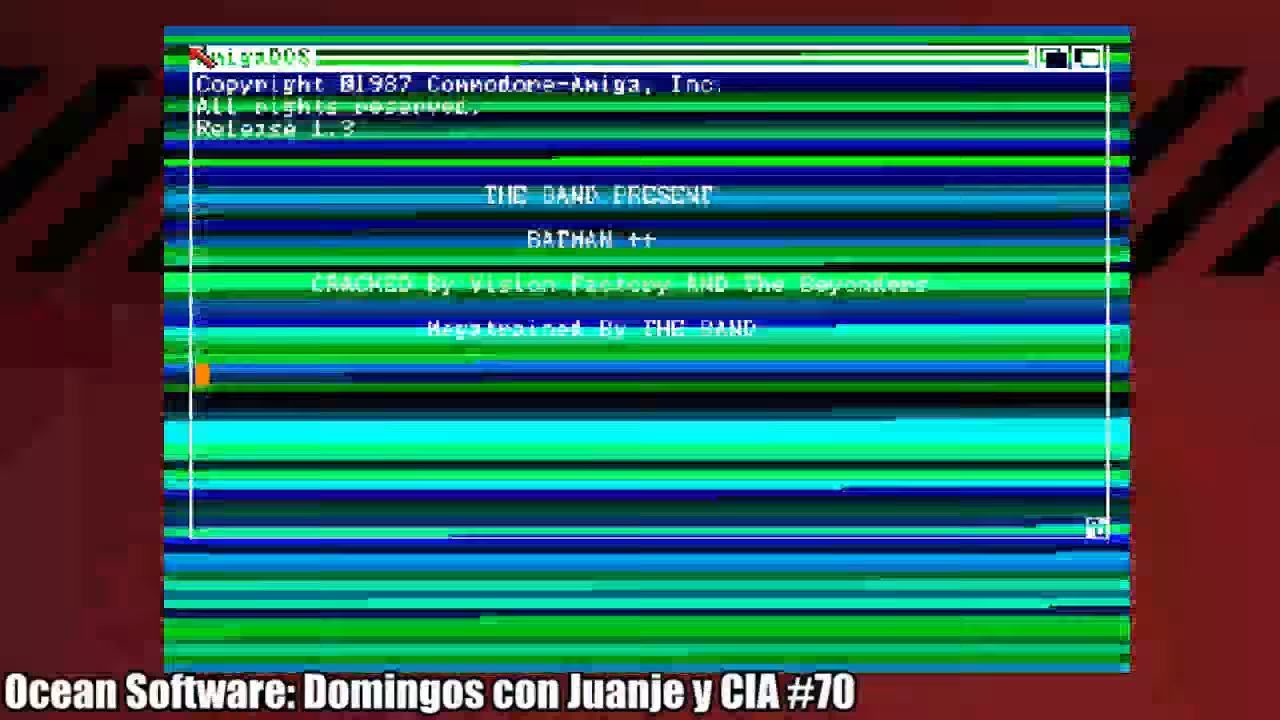 AmigaDOS
Copyright ©1987 Commodore-Amiga, Inc.
All rights reserved.
Release 1.3
THE BAND PRESENT
BATMAN ++
CRACKED By Vision Factory AND The Beyonders
Megatrained By THE BAND
Ocean Software: Domingos con Juanje y CIA #70